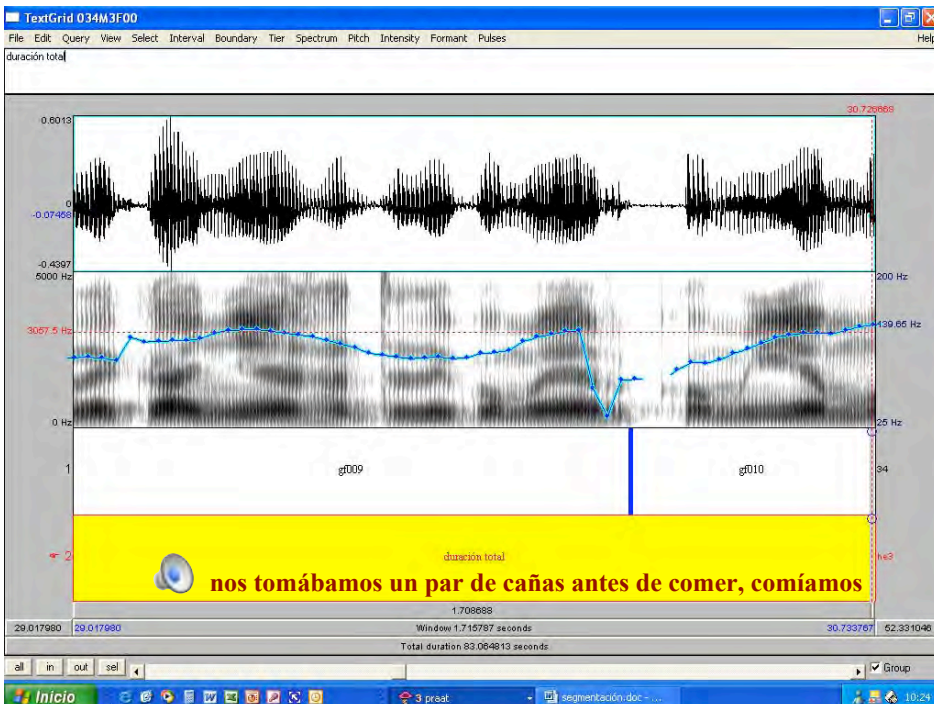 TextGrid 034M3F00
File Edit Query View Select Interval Boundary Tier Spectrum Pitch Intensity Formant Pulses Help
duración total
30.726668
0.6013
0
-0.07458
-0.4397
5000 Hz
200 Hz
3057.5 Hz
139.65 Hz
0 Hz
25 Hz
1
gf009
gf010
34
2
duración total
nos tomábamos un par de cañas antes de comer, comíamos
1.708688
29.017980 29.017980 Window 1.715787 seconds 30.733767 52.331046
Total duration 83.064813 seconds
all in out sel Group
Inicio 3 praat segmentación.doc - ... 10:24